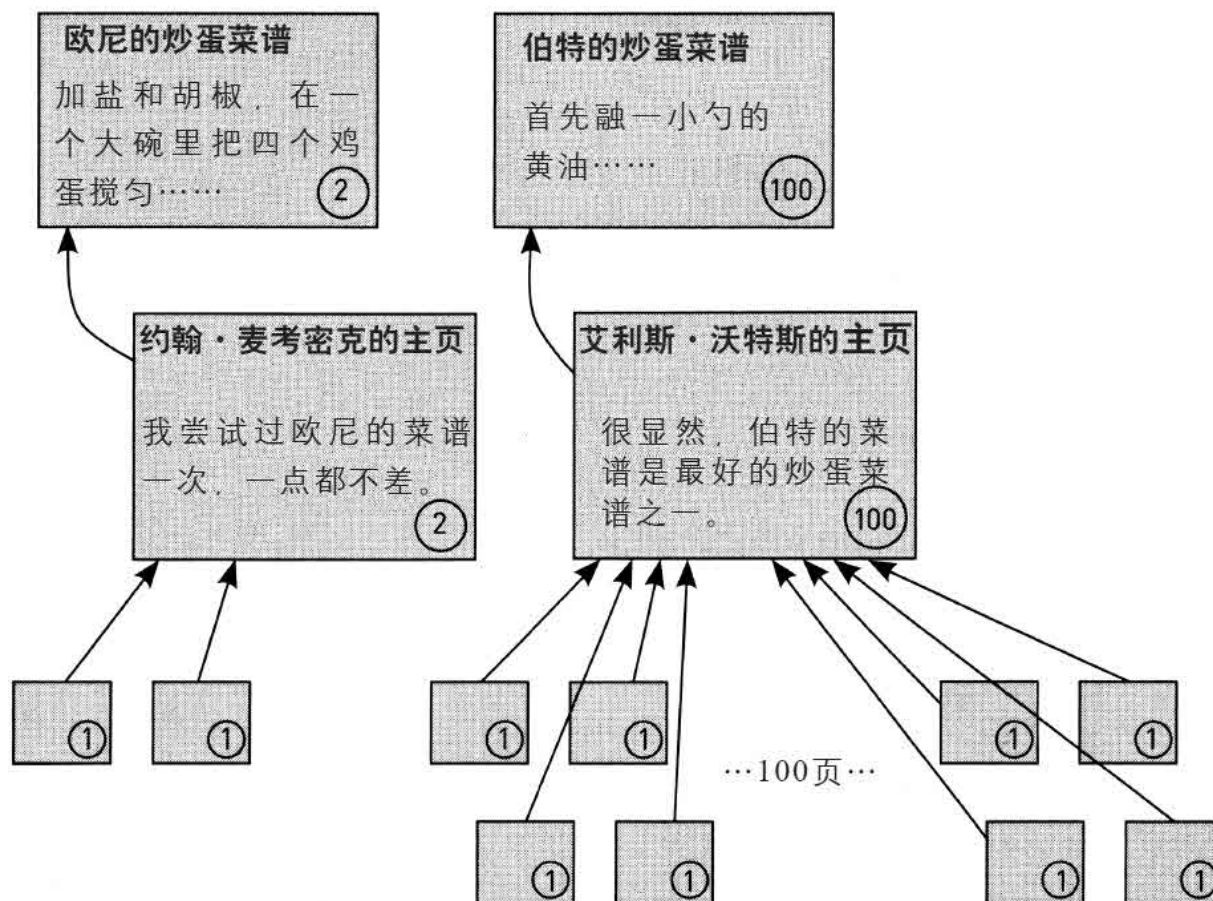 欧尼的炒蛋菜谱
加盐和胡椒，在一
个大碗里把四个鸡
蛋搅匀……
2
伯特的炒蛋菜谱
首先融一小勺的
黄油……
100
约翰·麦考密克的主页
我尝试过欧尼的菜谱
一次，一点都不差。
2
艾利斯·沃特斯的主页
很显然，伯特的菜
谱是最好的炒蛋菜
谱之一。
100
1
1
1
1
1
1
…100页…
1
1
1
1